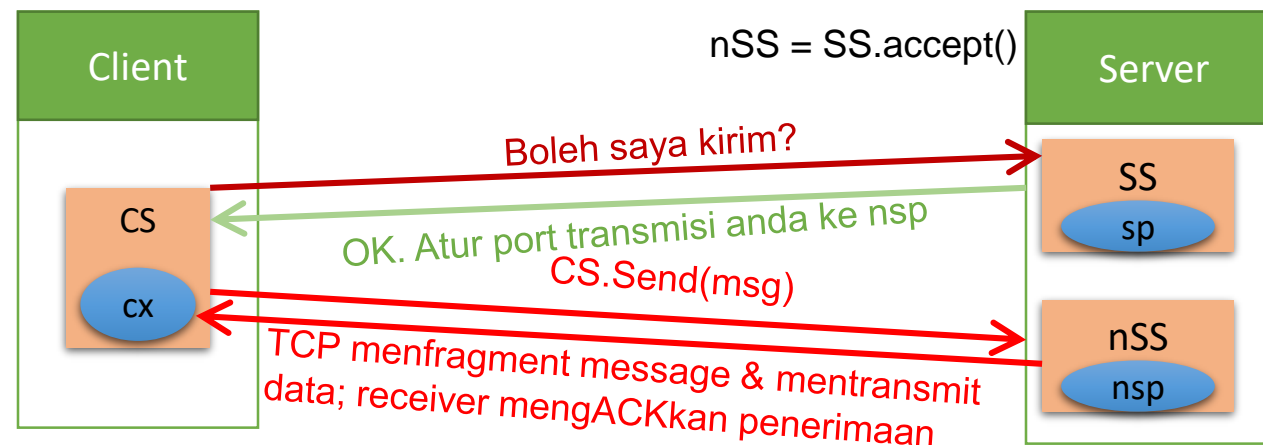 Client
nSS = SS.accept()
Server
Boleh saya kirim?
SS
sp
CS
cx
OK. Atur port transmisi anda ke nsp
CS.Send(msg)
nSS
nsp
TCP menfragment message & mentransmit
data; receiver mengACKkan penerimaan